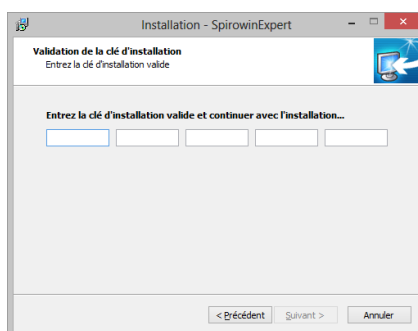 Installation - SpirowinExpert
Validation de la clé d'installation
Entrez la clé d'installation valide
Entrez la clé d'installation valide et continuer avec l'installation...
< Précédent Suivant > Annuler